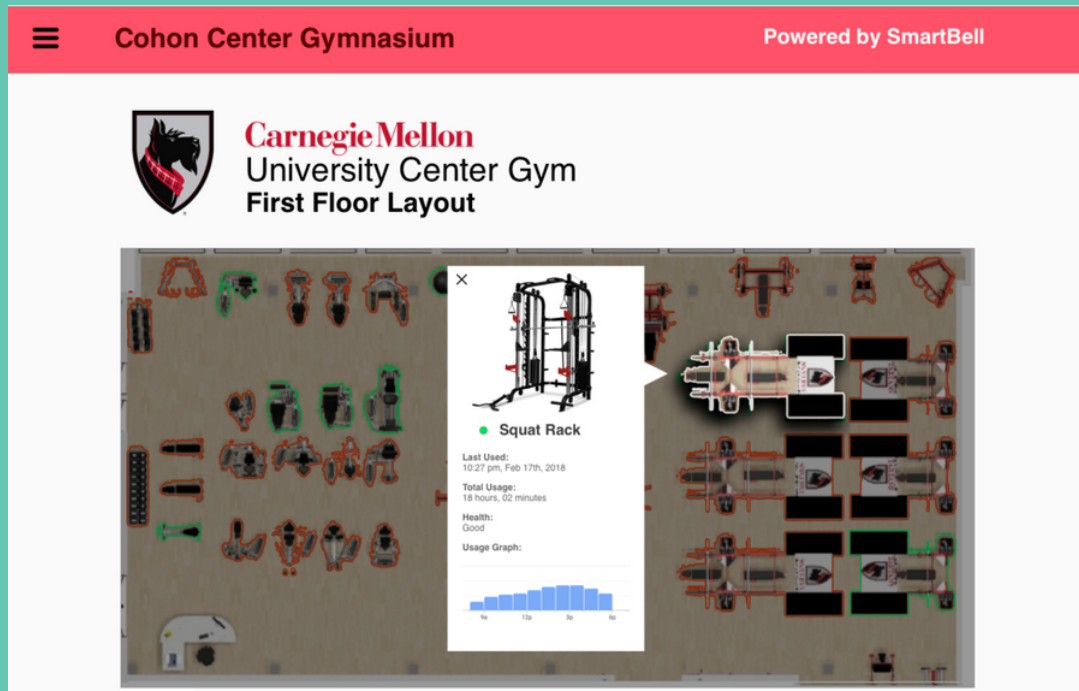 Cohon Center Gymnasium
Powered by SmartBell
Carnegie Mellon
University Center Gym
First Floor Layout
Squat Rack
Last Used:
10:27 pm, Feb 17th, 2018
Total Usage:
18 hours, 02 minutes
Health:
Good
Usage Graph:
9a 12p 3p 6p